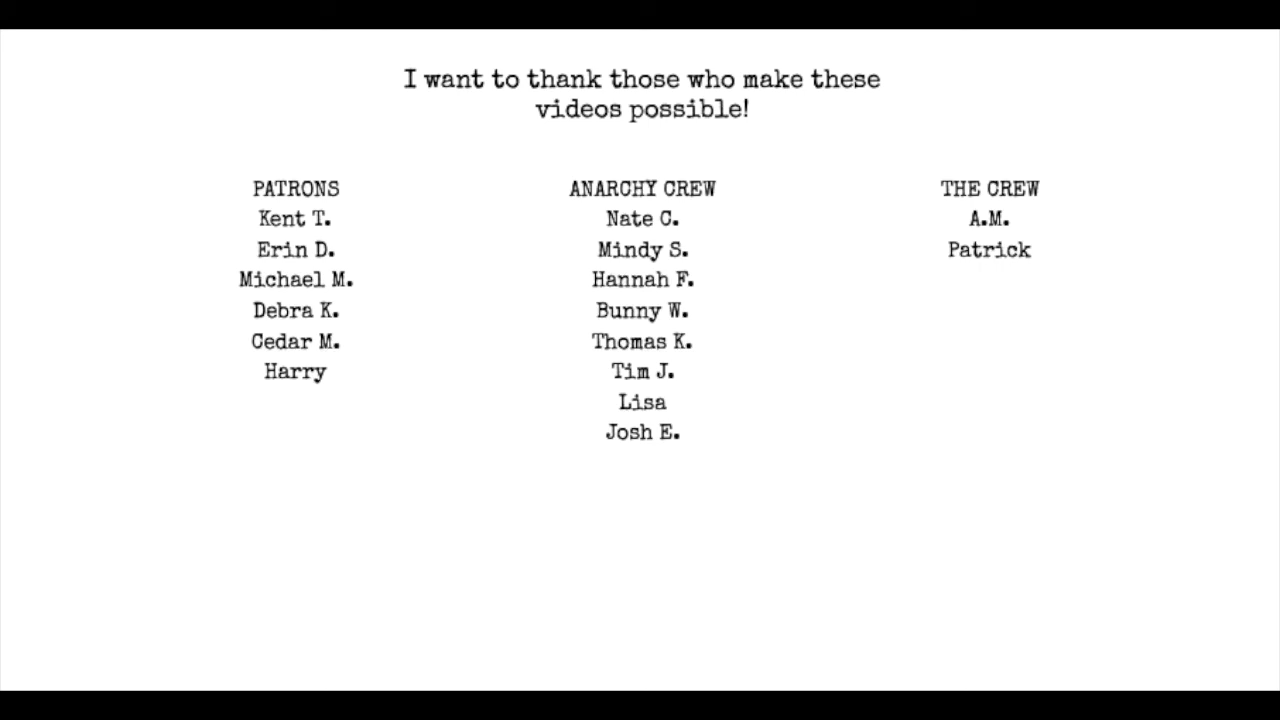 I want to thank those who make these
videos possible!
PATRONS
Kent T.
Erin D.
Michael M.
Debra K.
Cedar M.
Harry
ANARCHY CREW
Nate C.
Mindy S.
Hannah F.
Bunny W.
Thomas K.
Tim J.
Lisa
Josh E.
THE CREW
A.M.
Patrick